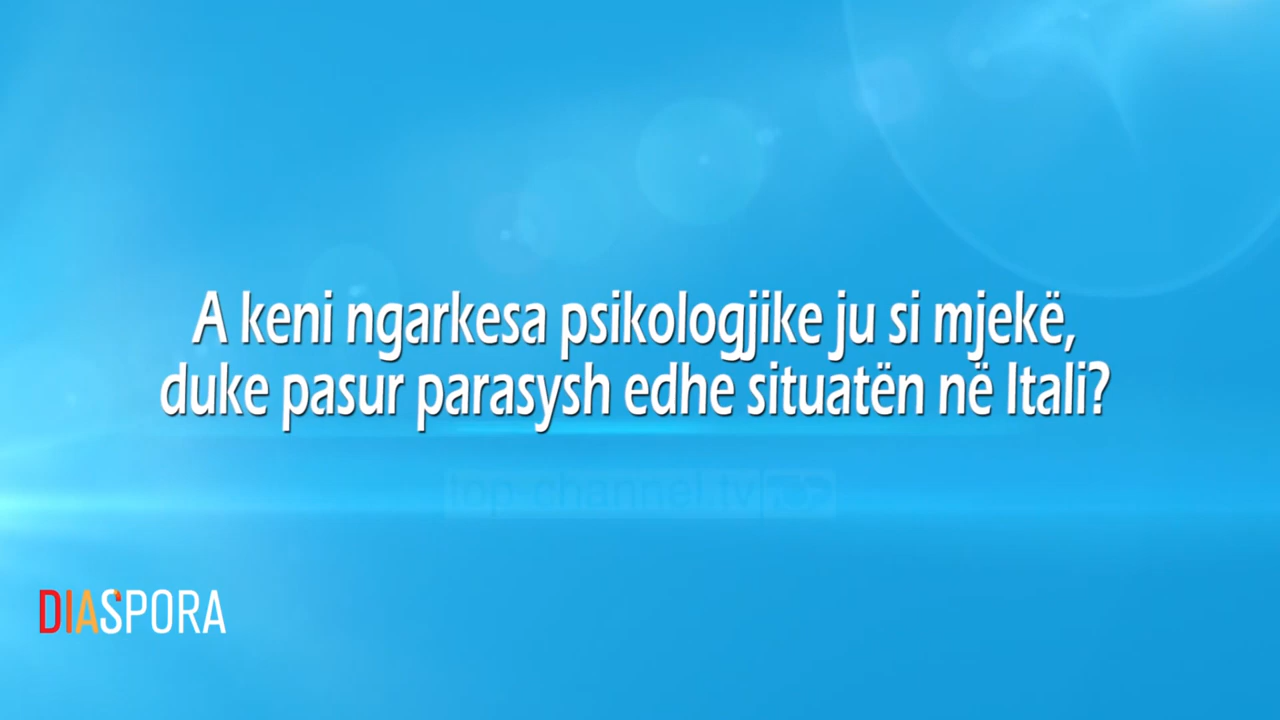 A keni ngarkesa psikologjike ju si mjekë,
duke pasur parasysh edhe situatën në Itali?
top-channel.tv
DIASPORA